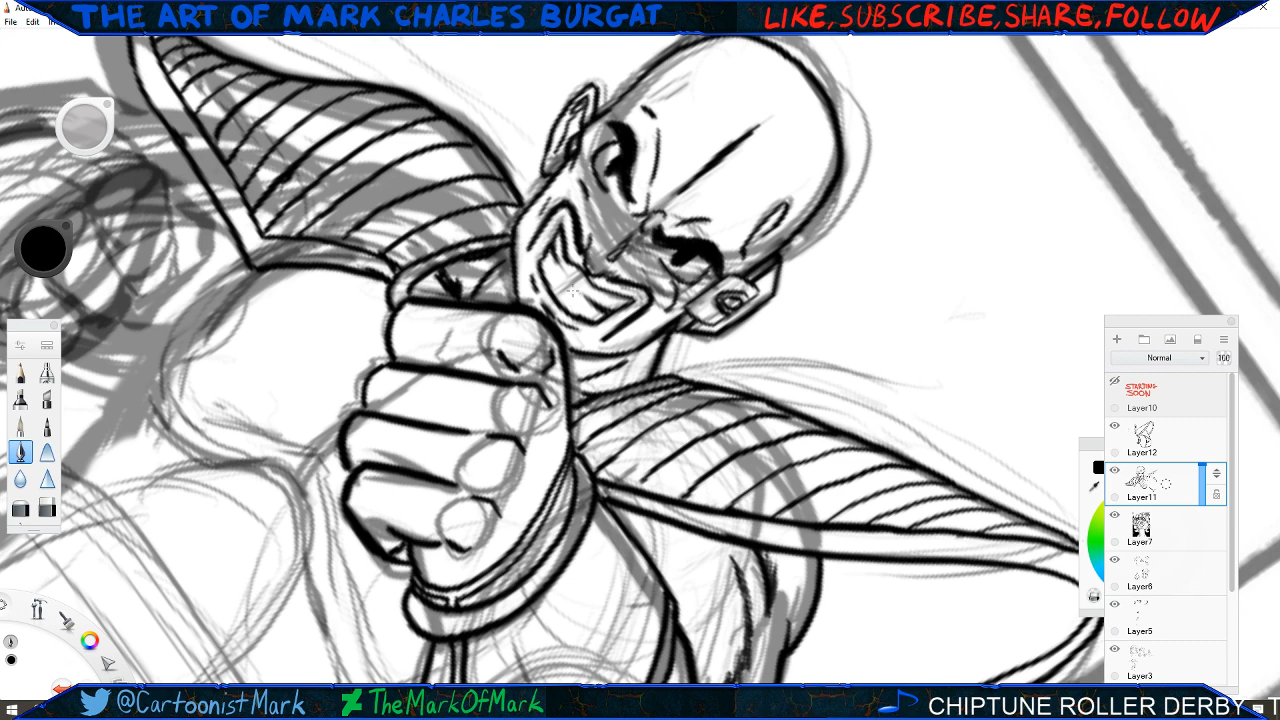 THE ART OF MARK CHARLES BURGAT
LIKE, SUBSCRIBE, SHARE, FOLLOW
File Edit
Normal
100
STARTING SOON
Layer10
Layer12
Layer11
Layer7
Layer6
Layer5
Layer3
@CartoonistMark
TheMarkOfMark
CHIPTUNE ROLLER DERBY - T